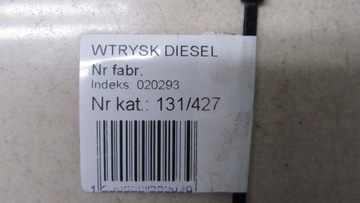 WTRYSK DIESEL
Nr fabr.
Indeks: 020293
Nr kat.: 131/427